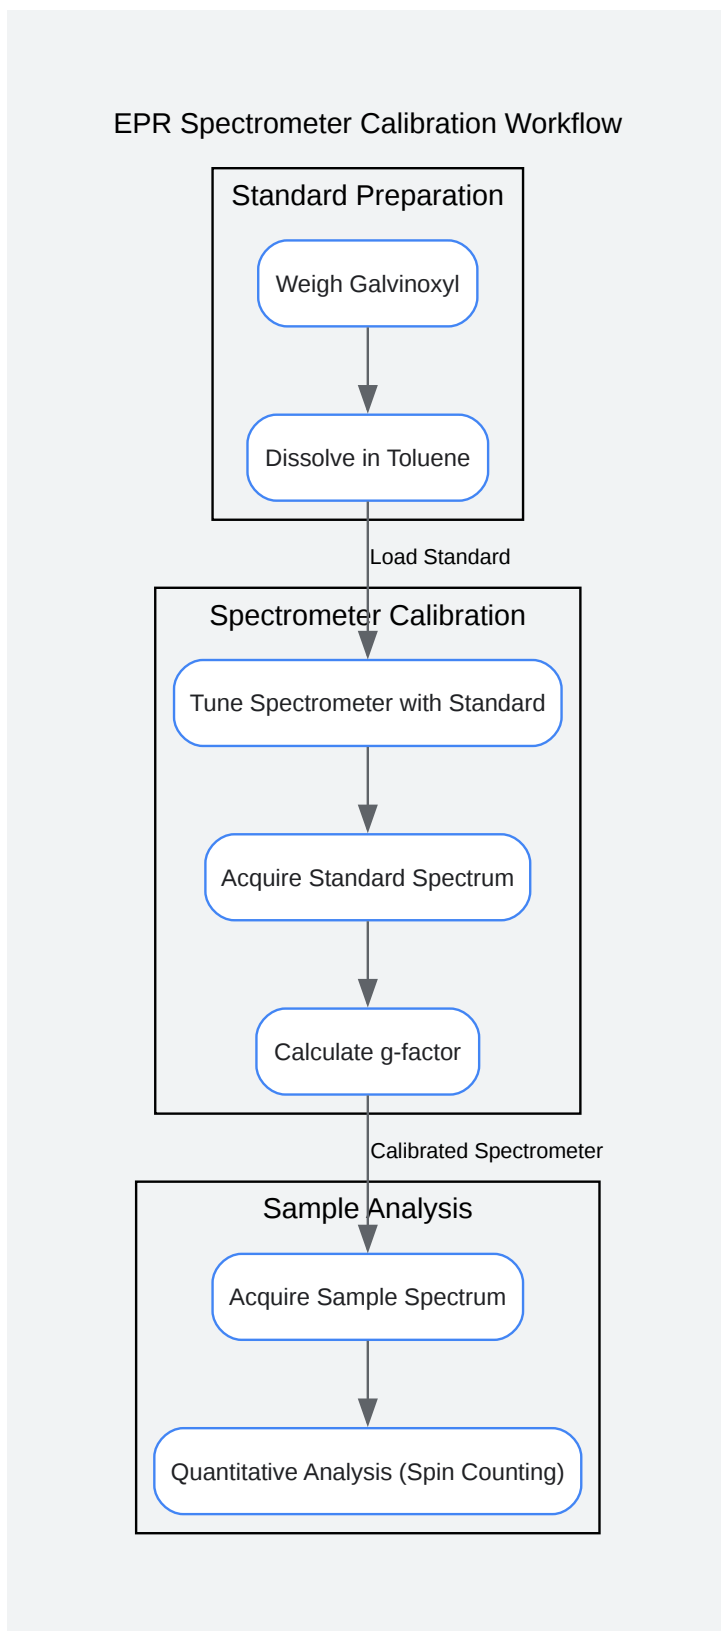 EPR Spectrometer Calibration Workflow
Standard Preparation
Weigh Galvinoxyl
Dissolve in Toluene
Load Standard
Spectrometer Calibration
Tune Spectrometer with Standard
Acquire Standard Spectrum
Calculate g-factor
Calibrated Spectrometer
Sample Analysis
Acquire Sample Spectrum
Quantitative Analysis (Spin Counting)